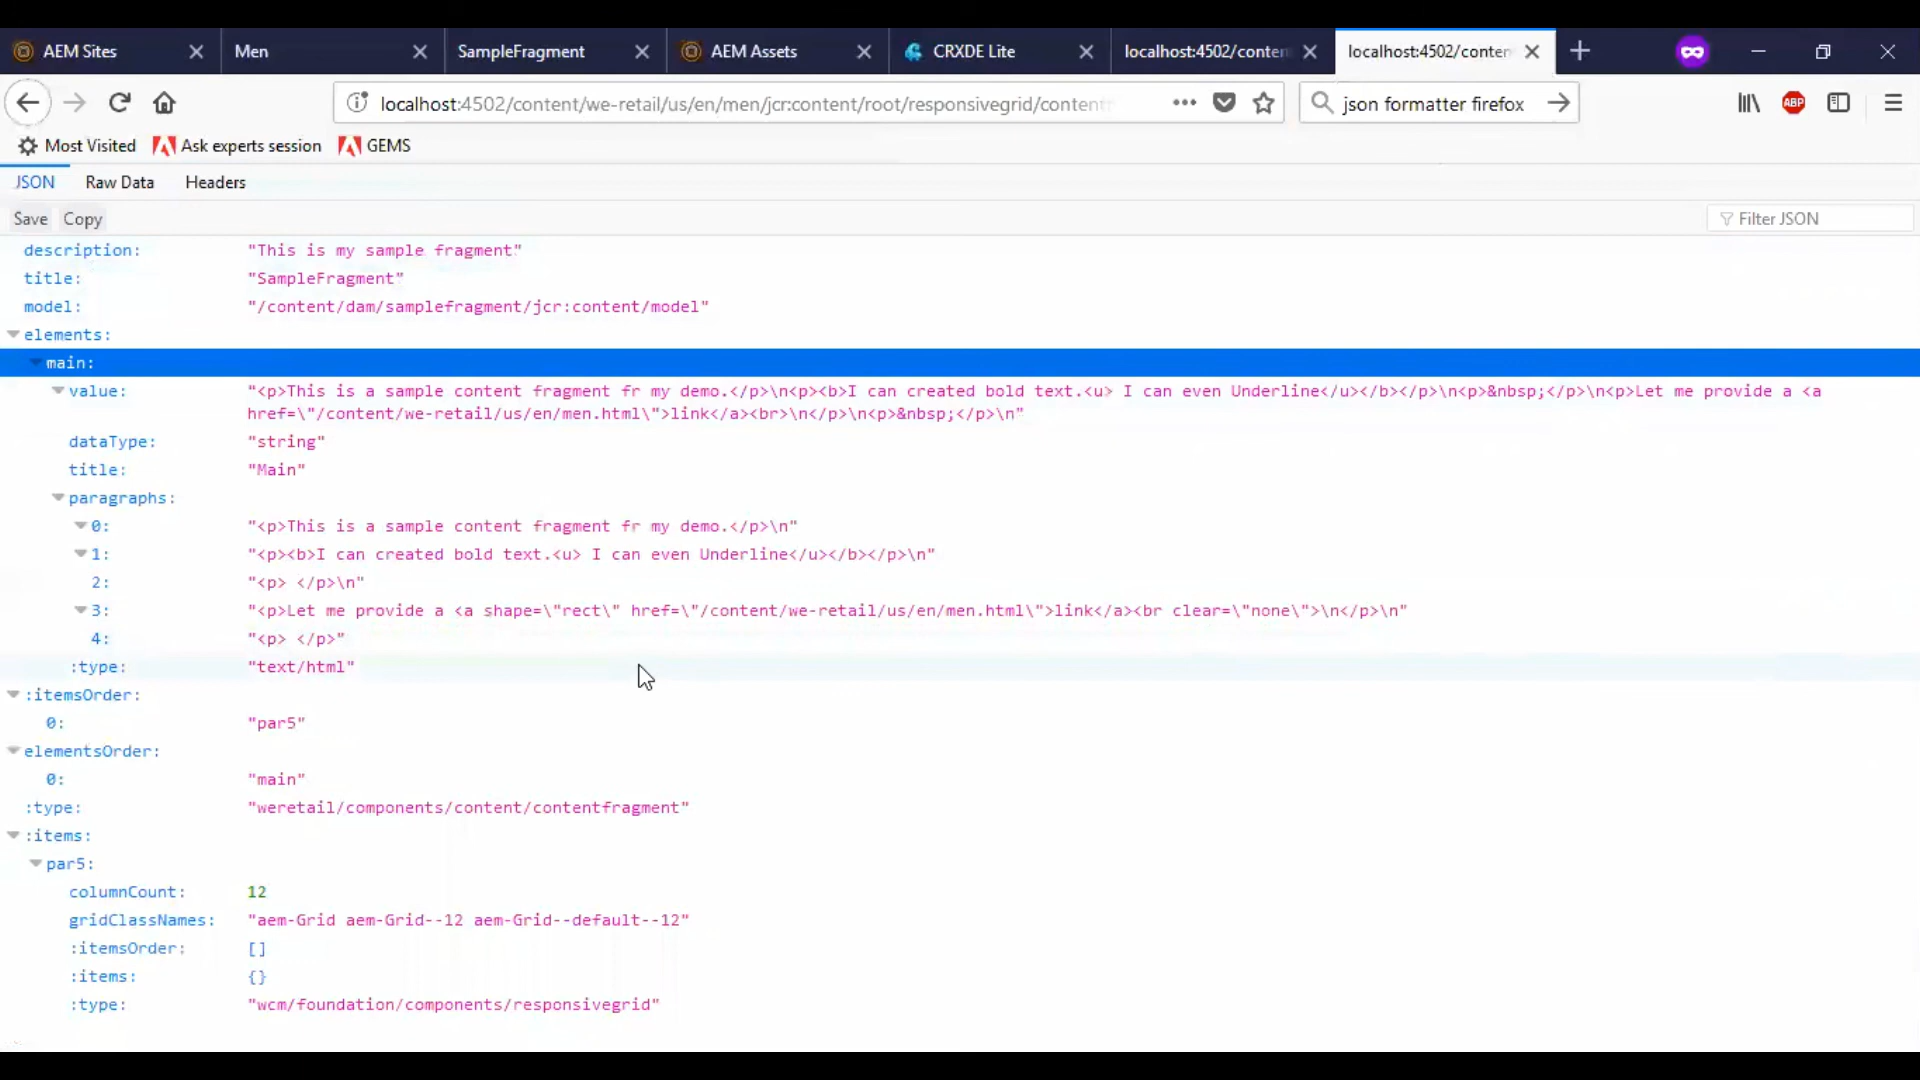 AEM Sites Men SampleFragment AEM Assets CRXDE Lite localhost:4502/conten localhost:4502/conten
localhost:4502/content/we-retail/us/en/men/jcr:content/root/responsivegrid/content json formatter firefox ABP
Most Visited Ask experts session GEMS
JSON Raw Data Headers
Save Copy Filter JSON
description: "This is my sample fragment"
title: "SampleFragment"
model: "/content/dam/samplefragment/jcr:content/model"
elements:
main:
value: "<p>This is a sample content fragment fr my demo.</p>\n<p><b>I can created bold text.<u> I can even Underline</u></b></p>\n<p>&nbsp;</p>\n<p>Let me provide a <a
href=\"/content/we-retail/us/en/men.html\">link</a><br>\n</p>\n<p>&nbsp;</p>\n"
dataType: "string"
title: "Main"
paragraphs:
0: "<p>This is a sample content fragment fr my demo.</p>\n"
1: "<p><b>I can created bold text.<u> I can even Underline</u></b></p>\n"
2: "<p> </p>\n"
3: "<p>Let me provide a <a shape=\"rect\" href=\"/content/we-retail/us/en/men.html\">link</a><br clear=\"none\">\n</p>\n"
4: "<p> </p>"
:type: "text/html"
:itemsOrder:
0: "par5"
elementsOrder:
0: "main"
:type: "weretail/components/content/contentfragment"
:items:
par5:
columnCount: 12
gridClassNames: "aem-Grid aem-Grid--12 aem-Grid--default--12"
:itemsOrder: []
:items: {}
:type: "wcm/foundation/components/responsivegrid"